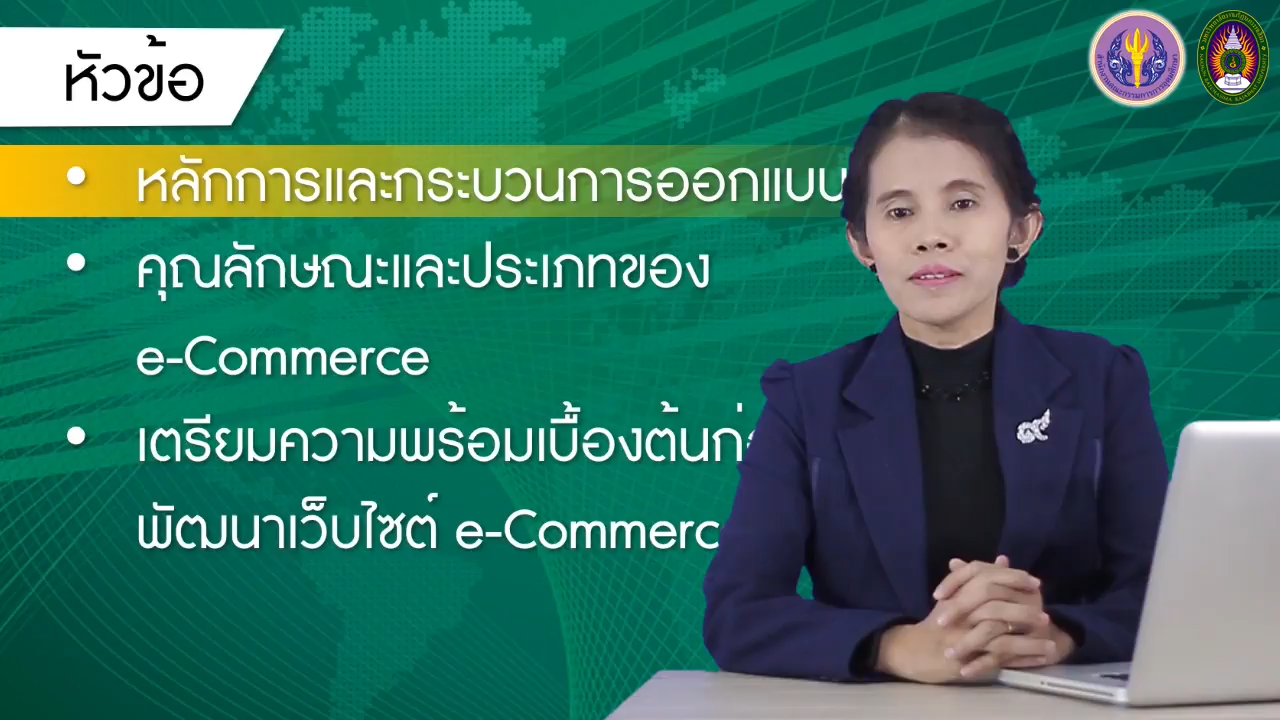 หัวข้อ
• หลักการและกระบวนการออกแบบ
• คุณลักษณะและประเภทของ
e-Commerce
• เตรียมความพร้อมเบื้องต้น
พัฒนาเว็บไซต์ e-Commerc